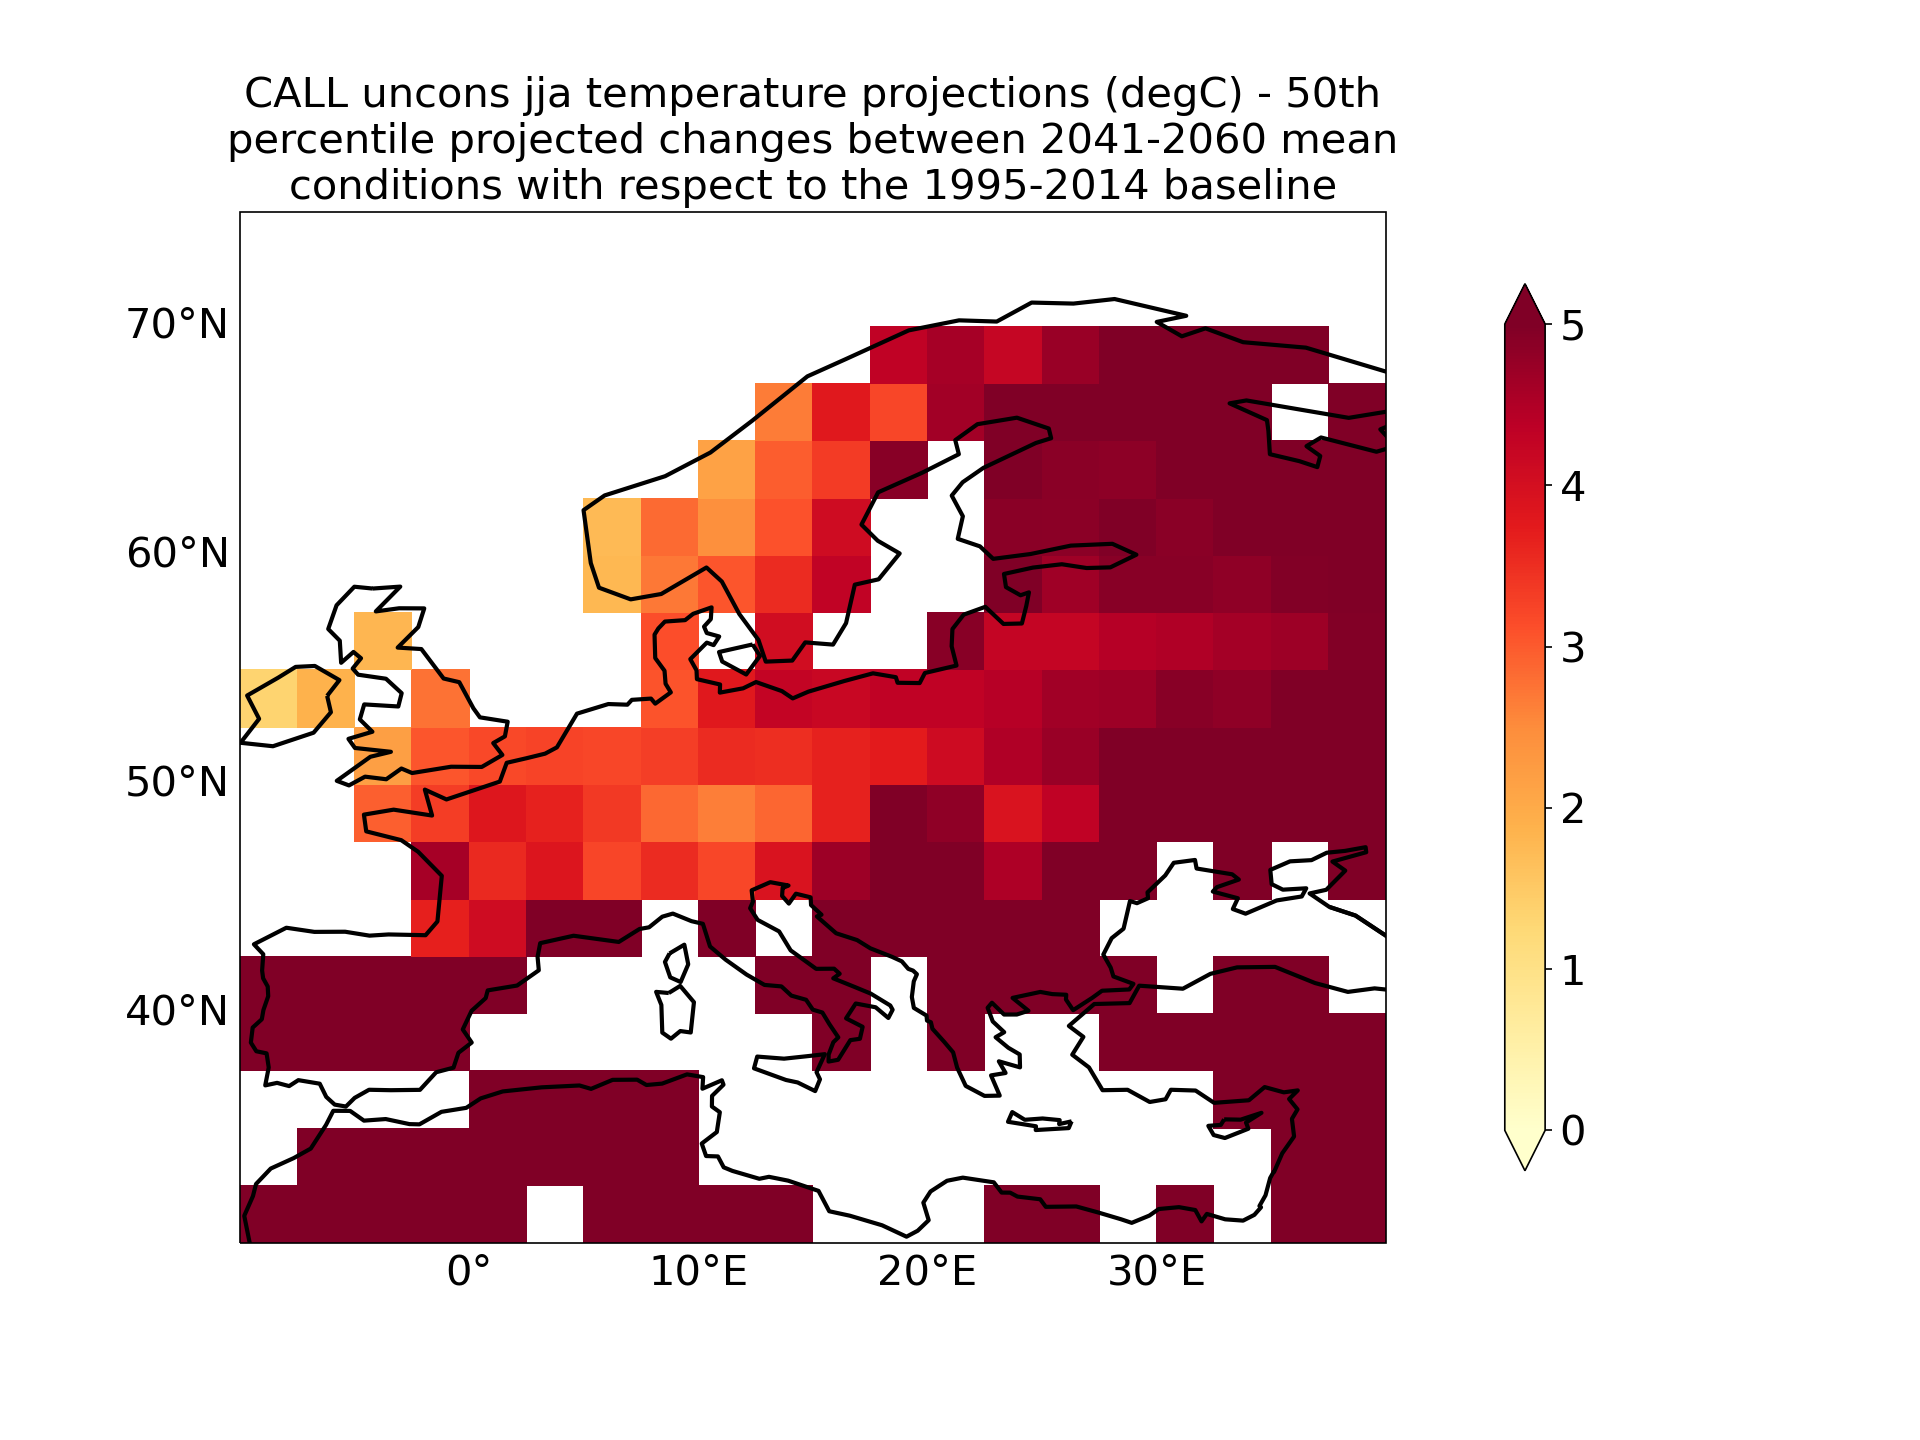 CALL uncons jja temperature projections (degC) - 50th
percentile projected changes between 2041-2060 mean
conditions with respect to the 1995-2014 baseline
70°N
60°N
50°N
40°N
0°
10°E
20°E
30°E
5
4
3
2
1
0